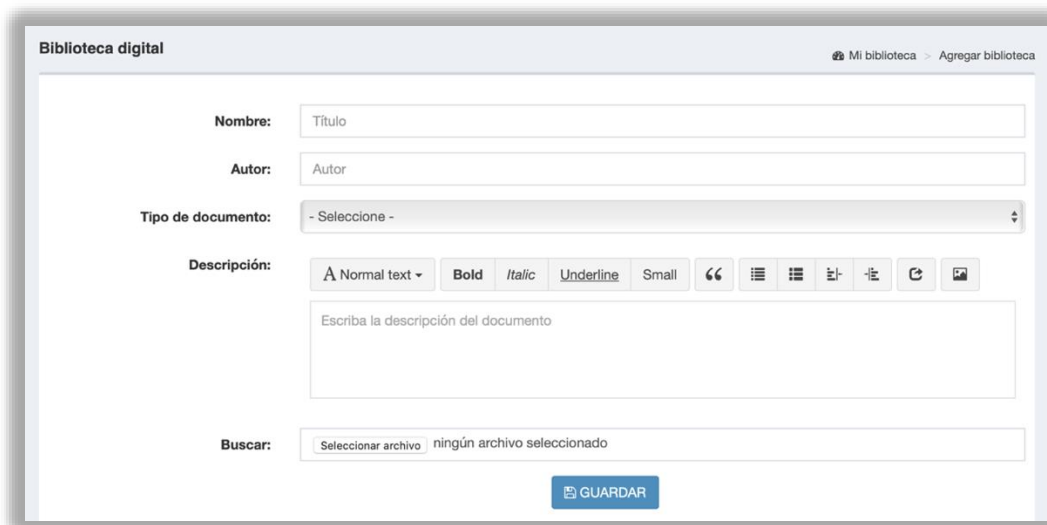 Biblioteca digital
Mi biblioteca > Agregar biblioteca
Nombre: Título
Autor: Autor
Tipo de documento: - Seleccione -
Descripción: A Normal text Bold Italic Underline Small
Escriba la descripción del documento
Buscar: Seleccionar archivo ningún archivo seleccionado
GUARDAR